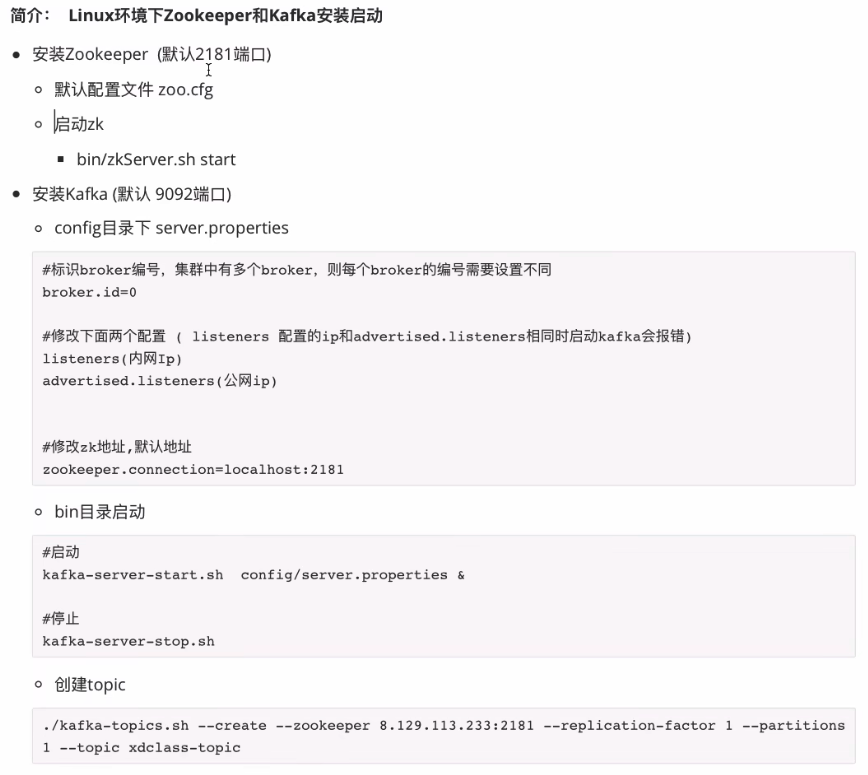 简介： Linux环境下Zookeeper和Kafka安装启动
安装Zookeeper (默认2181端口)
默认配置文件 zoo.cfg
启动zk
bin/zkServer.sh start
安装Kafka (默认 9092端口)
config目录下 server.properties
#标识broker编号，集群中有多个broker，则每个broker的编号需要设置不同
broker.id=0
#修改下面两个配置 ( listeners 配置的ip和advertised.listeners相同时启动kafka会报错)
listeners(内网Ip)
advertised.listeners(公网ip)
#修改zk地址,默认地址
zookeeper.connection=localhost:2181
bin目录启动
#启动
kafka-server-start.sh  config/server.properties &
#停止
kafka-server-stop.sh
创建topic
./kafka-topics.sh --create --zookeeper 8.129.113.233:2181 --replication-factor 1 --partitions
1 --topic xdclass-topic